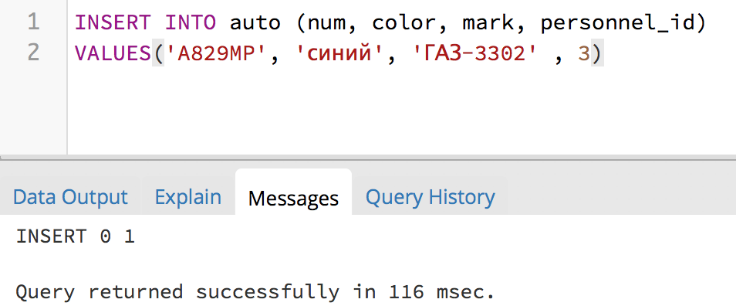 1 INSERT INTO auto (num, color, mark, personnel_id)
2 VALUES('А829МР', 'синий', 'ГАЗ-3302' , 3)
Data Output Explain Messages Query History
INSERT 0 1
Query returned successfully in 116 msec.